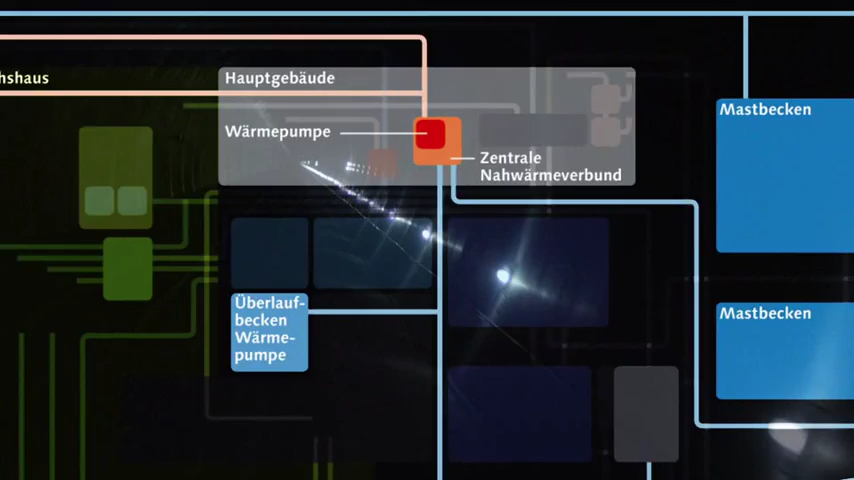 hshaus
Hauptgebäude
Wärmepumpe
Zentrale
Nahwärmeverbund
Mastbecken
Überlauf-
becken
Wärme-
pumpe
Mastbecken